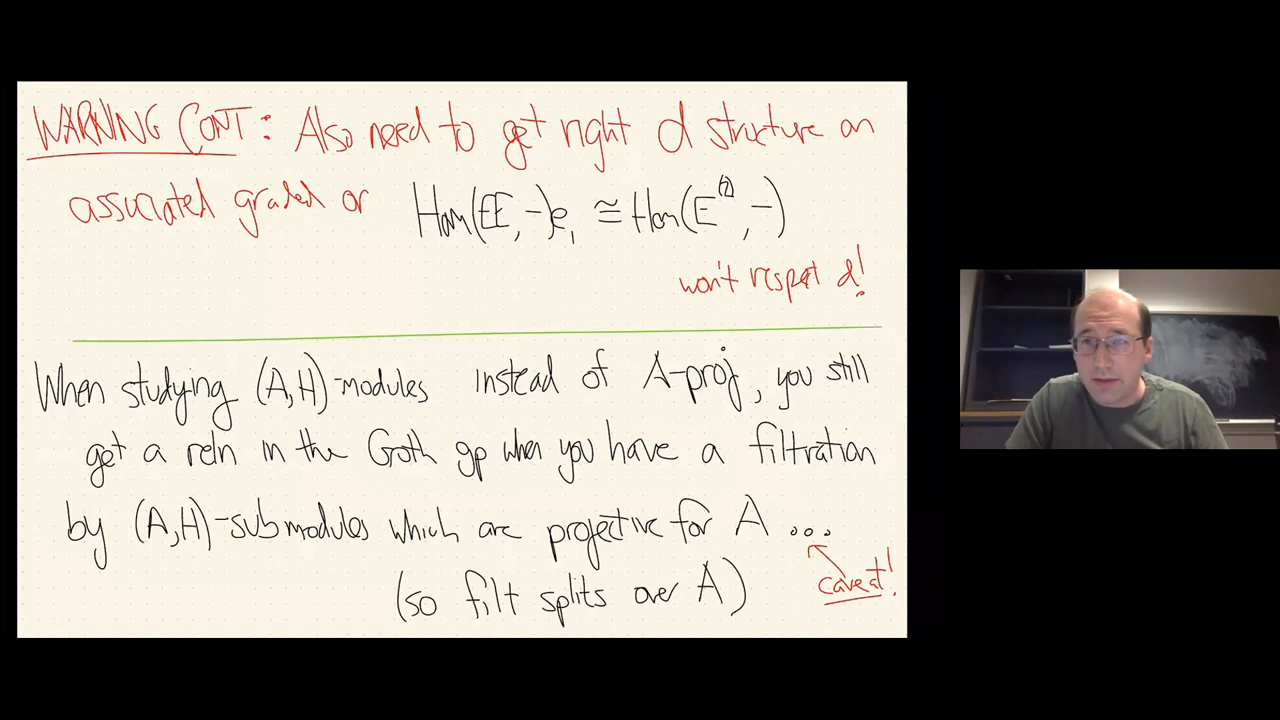 WARNING CONT: Also need to get right d structure on
associated graded or Hom(EE, -)e₁ ≅ Hom(E⁽²⁾, -)
won't respect d!
When studying (A,H)-modules instead of A-proj, you still
get a reln in the Groth gp when you have a filtration
by (A,H)-submodules which are projective for A ...
(so filt splits over A)
caveat!